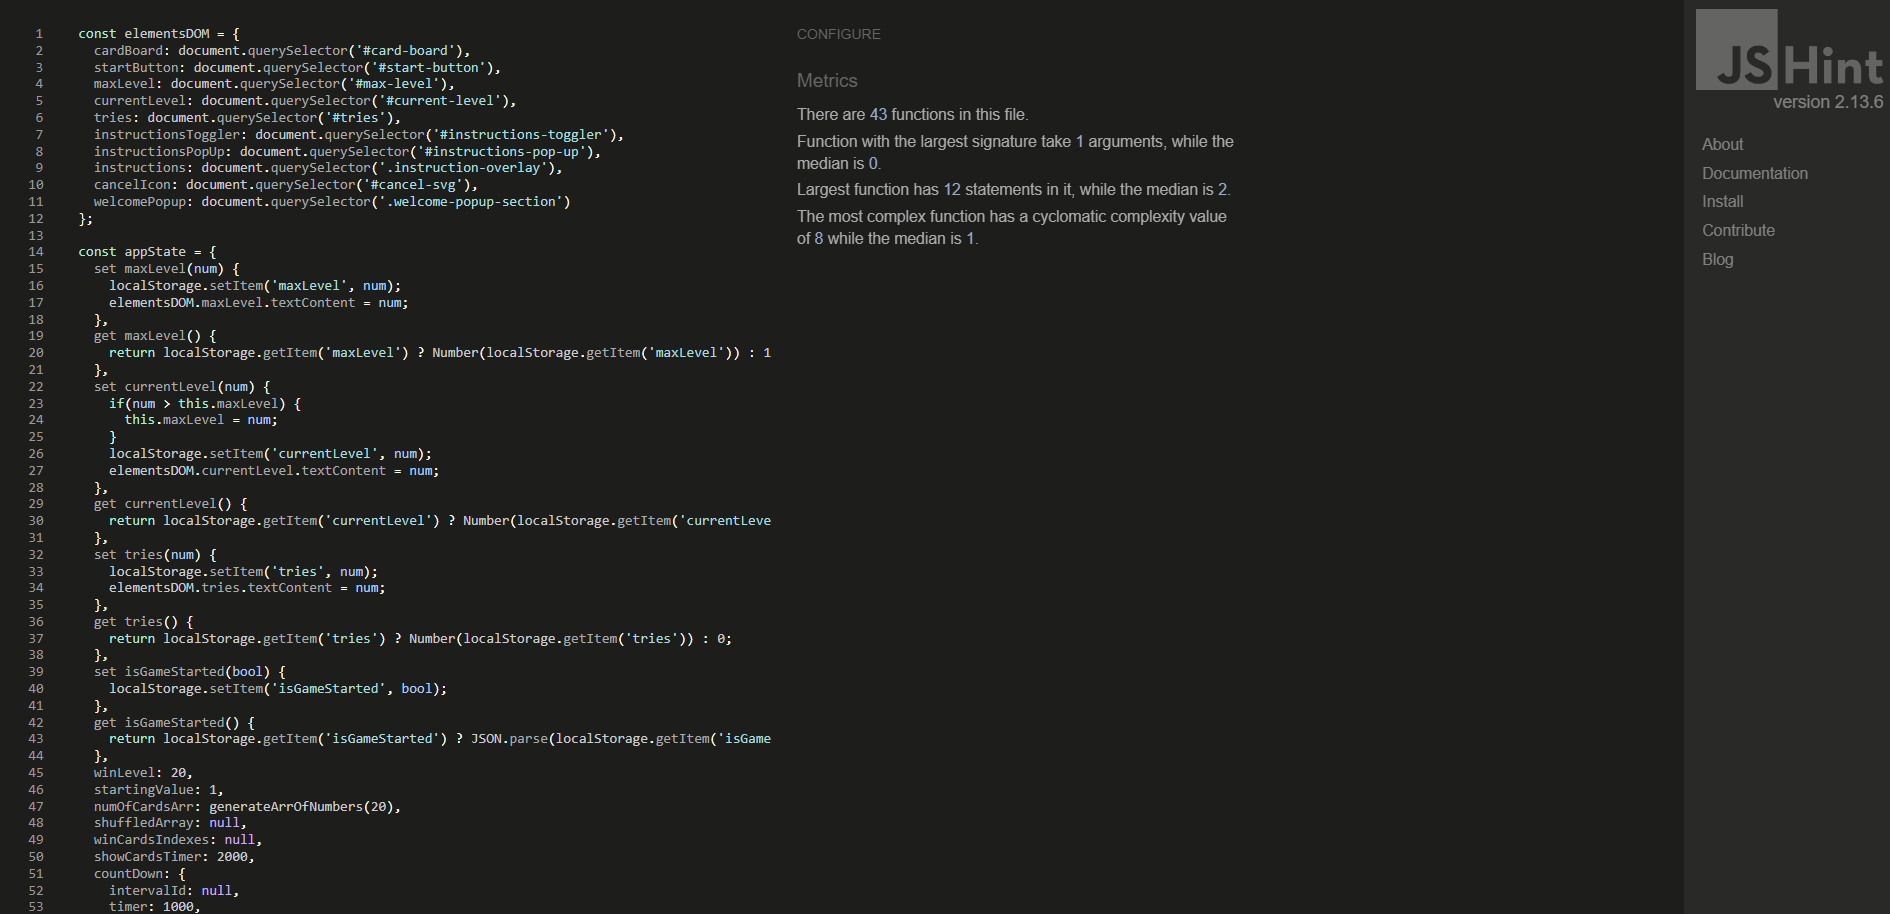 1 const elementsDOM = {
2 cardBoard: document.querySelector('#card-board'),
3 startButton: document.querySelector('#start-button'),
4 maxLevel: document.querySelector('#max-level'),
5 currentLevel: document.querySelector('#current-level'),
6 tries: document.querySelector('#tries'),
7 instructionsToggler: document.querySelector('#instructions-toggler'),
8 instructionsPopUp: document.querySelector('#instructions-pop-up'),
9 instructions: document.querySelector('.instruction-overlay'),
10 cancelIcon: document.querySelector('#cancel-svg'),
11 welcomePopup: document.querySelector('.welcome-popup-section')
12 };
13
14 const appState = {
15 set maxLevel(num) {
16 localStorage.setItem('maxLevel', num);
17 elementsDOM.maxLevel.textContent = num;
18 },
19 get maxLevel() {
20 return localStorage.getItem('maxLevel') ? Number(localStorage.getItem('maxLevel')) : 1
21 },
22 set currentLevel(num) {
23 if(num > this.maxLevel) {
24 this.maxLevel = num;
25 }
26 localStorage.setItem('currentLevel', num);
27 elementsDOM.currentLevel.textContent = num;
28 },
29 get currentLevel() {
30 return localStorage.getItem('currentLevel') ? Number(localStorage.getItem('currentLeve
31 },
32 set tries(num) {
33 localStorage.setItem('tries', num);
34 elementsDOM.tries.textContent = num;
35 },
36 get tries() {
37 return localStorage.getItem('tries') ? Number(localStorage.getItem('tries')) : 0;
38 },
39 set isGameStarted(bool) {
40 localStorage.setItem('isGameStarted', bool);
41 },
42 get isGameStarted() {
43 return localStorage.getItem('isGameStarted') ? JSON.parse(localStorage.getItem('isGame
44 },
45 winLevel: 20,
46 startingValue: 1,
47 numOfCardsArr: generateArrOfNumbers(20),
48 shuffledArray: null,
49 winCardsIndexes: null,
50 showCardsTimer: 2000,
51 countDown: {
52 intervalId: null,
53 timer: 1000,
CONFIGURE
Metrics
There are 43 functions in this file.
Function with the largest signature take 1 arguments, while the
median is 0.
Largest function has 12 statements in it, while the median is 2.
The most complex function has a cyclomatic complexity value
of 8 while the median is 1.
JSHint
version 2.13.6
About
Documentation
Install
Contribute
Blog